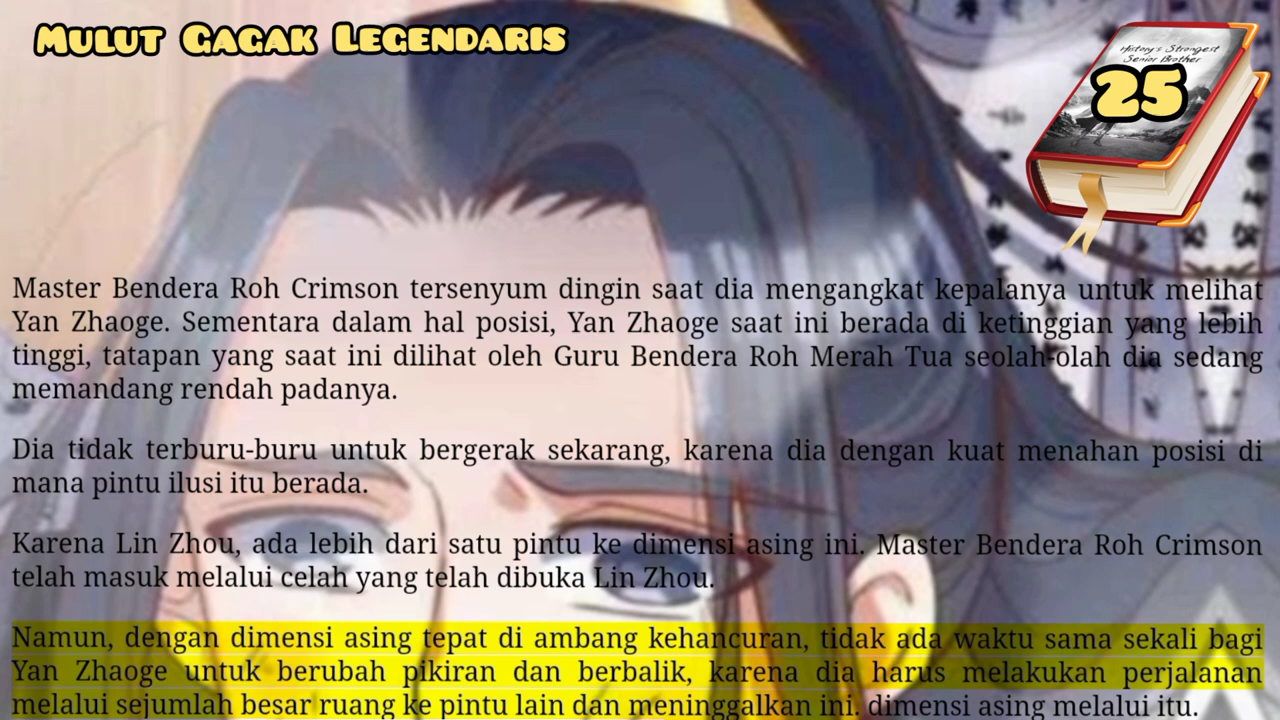 Mulut Gagak Legendaris
History's Strongest
Senior Brother
25
Master Bendera Roh Crimson tersenyum dingin saat dia mengangkat kepalanya untuk melihat
Yan Zhaoge. Sementara dalam hal posisi, Yan Zhaoge saat ini berada di ketinggian yang lebih
tinggi, tatapan yang saat ini dilihat oleh Guru Bendera Roh Merah Tua seolah-olah dia sedang
memandang rendah padanya.
Dia tidak terburu-buru untuk bergerak sekarang, karena dia dengan kuat menahan posisi di
mana pintu ilusi itu berada.
Karena Lin Zhou, ada lebih dari satu pintu ke dimensi asing ini. Master Bendera Roh Crimson
telah masuk melalui celah yang telah dibuka Lin Zhou.
Namun, dengan dimensi asing tepat di ambang kehancuran, tidak ada waktu sama sekali bagi
Yan Zhaoge untuk berubah pikiran dan berbalik, karena dia harus melakukan perjalanan
melalui sejumlah besar ruang ke pintu lain dan meninggalkan ini. dimensi asing melalui itu.